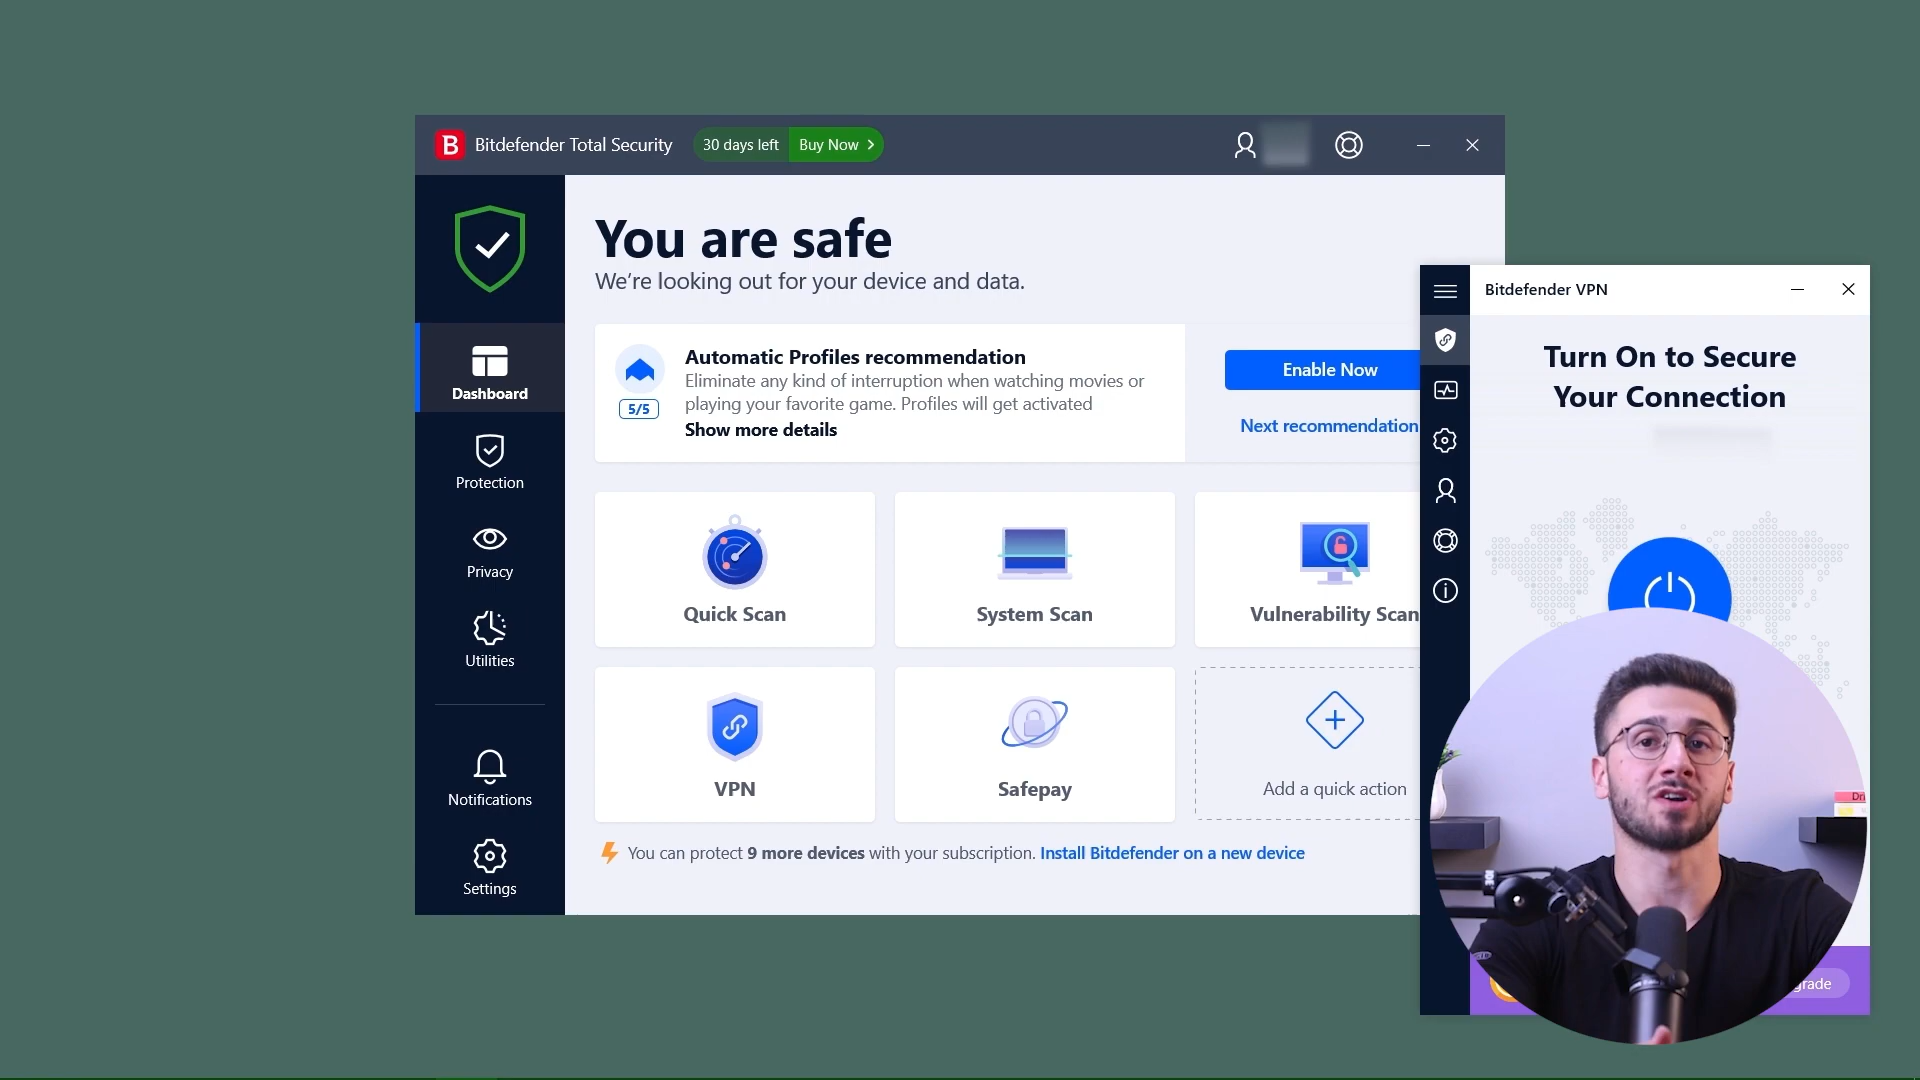 B Bitdefender Total Security 30 days left Buy Now
You are safe
We're looking out for your device and data.
Dashboard
Protection
Privacy
Utilities
Notifications
Settings
Automatic Profiles recommendation
Eliminate any kind of interruption when watching movies or
playing your favorite game. Profiles will get activated
Show more details
5/5
Enable Now
Next recommendation
Quick Scan
System Scan
Vulnerability Scan
VPN
Safepay
Add a quick action
You can protect 9 more devices with your subscription. Install Bitdefender on a new device
Bitdefender VPN
Turn On to Secure
Your Connection